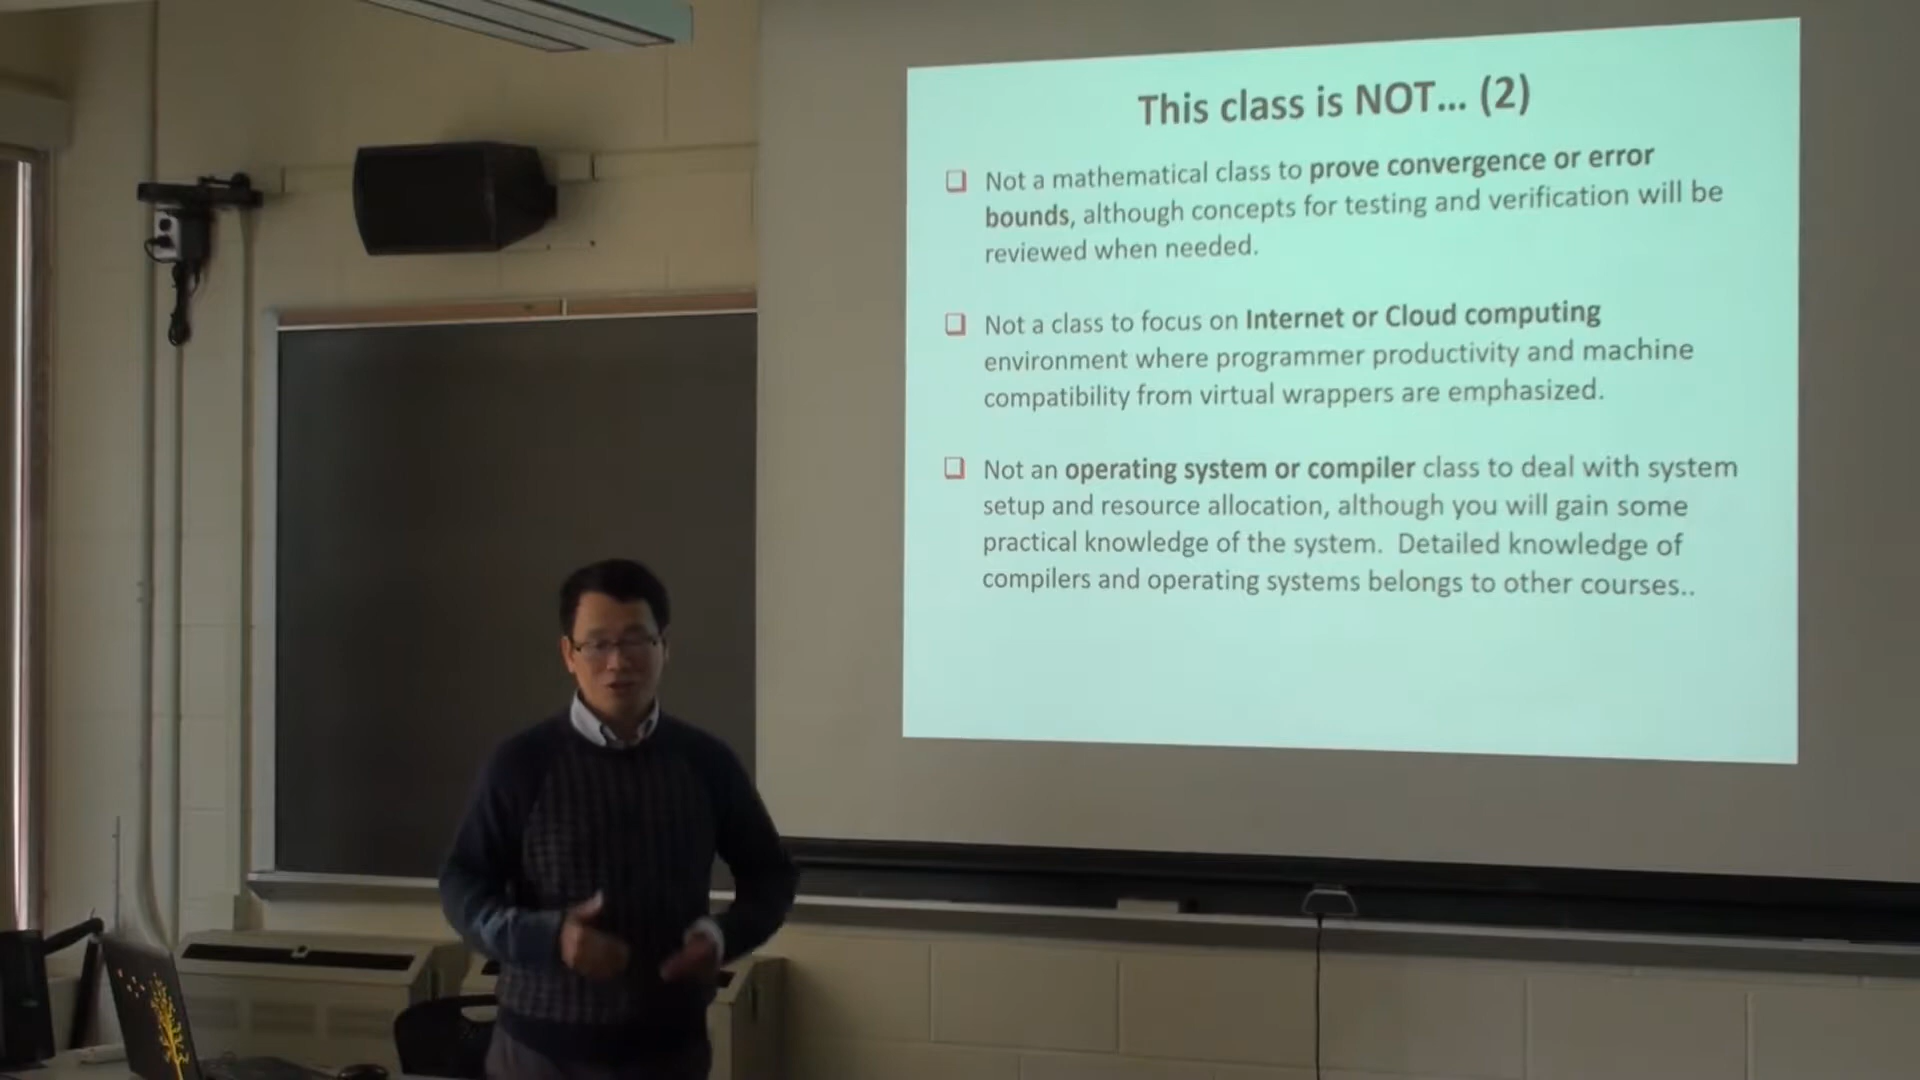 This class is NOT... (2)
❑ Not a mathematical class to prove convergence or error
bounds, although concepts for testing and verification will be
reviewed when needed.
❑ Not a class to focus on Internet or Cloud computing
environment where programmer productivity and machine
compatibility from virtual wrappers are emphasized.
❑ Not an operating system or compiler class to deal with system
setup and resource allocation, although you will gain some
practical knowledge of the system. Detailed knowledge of
compilers and operating systems belongs to other courses..